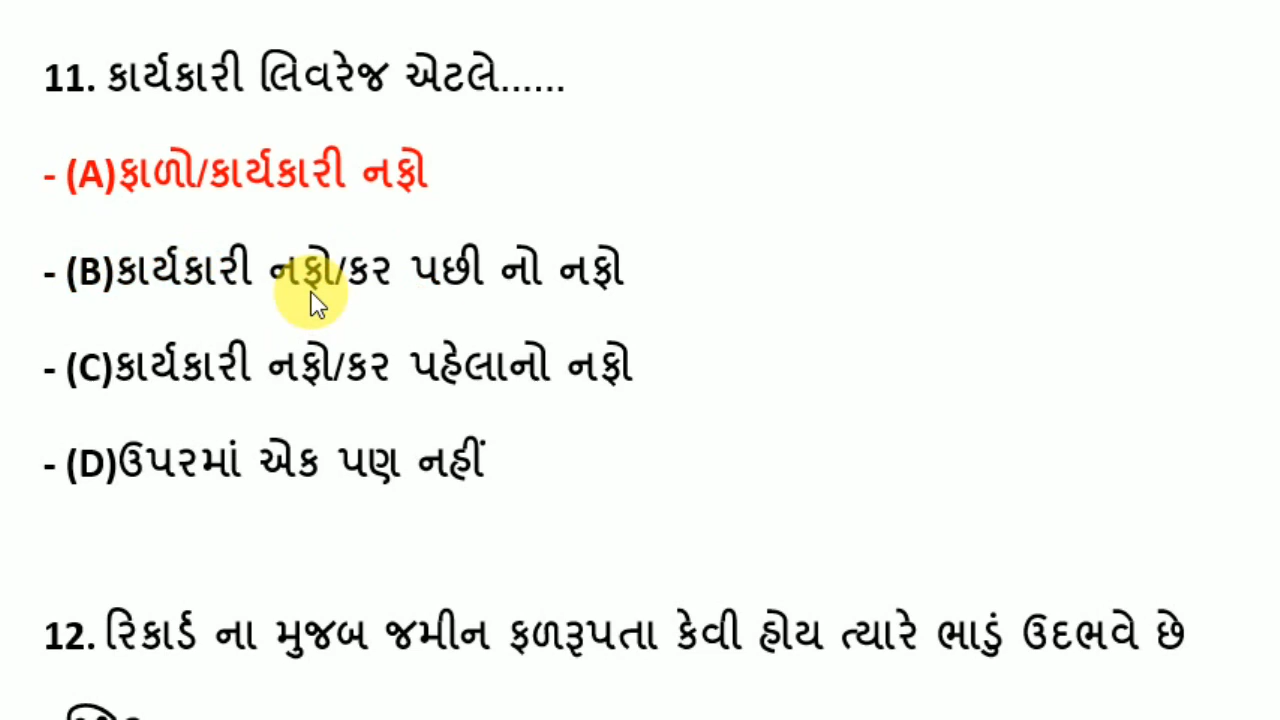 11. કાર્યકારી લિવરેજ એટલે......
- (A)ફાળો/કાર્યકારી નફો
- (B)કાર્યકારી નફો/કર પછી નો નફો
- (C)કાર્યકારી નફો/કર પહેલાનો નફો
- (D)ઉપરમાં એક પણ નહીં
12. રિકાર્ડ ના મુજબ જમીન ફળરૂપતા કેવી હોય ત્યારે ભાડું ઉદભવે છે